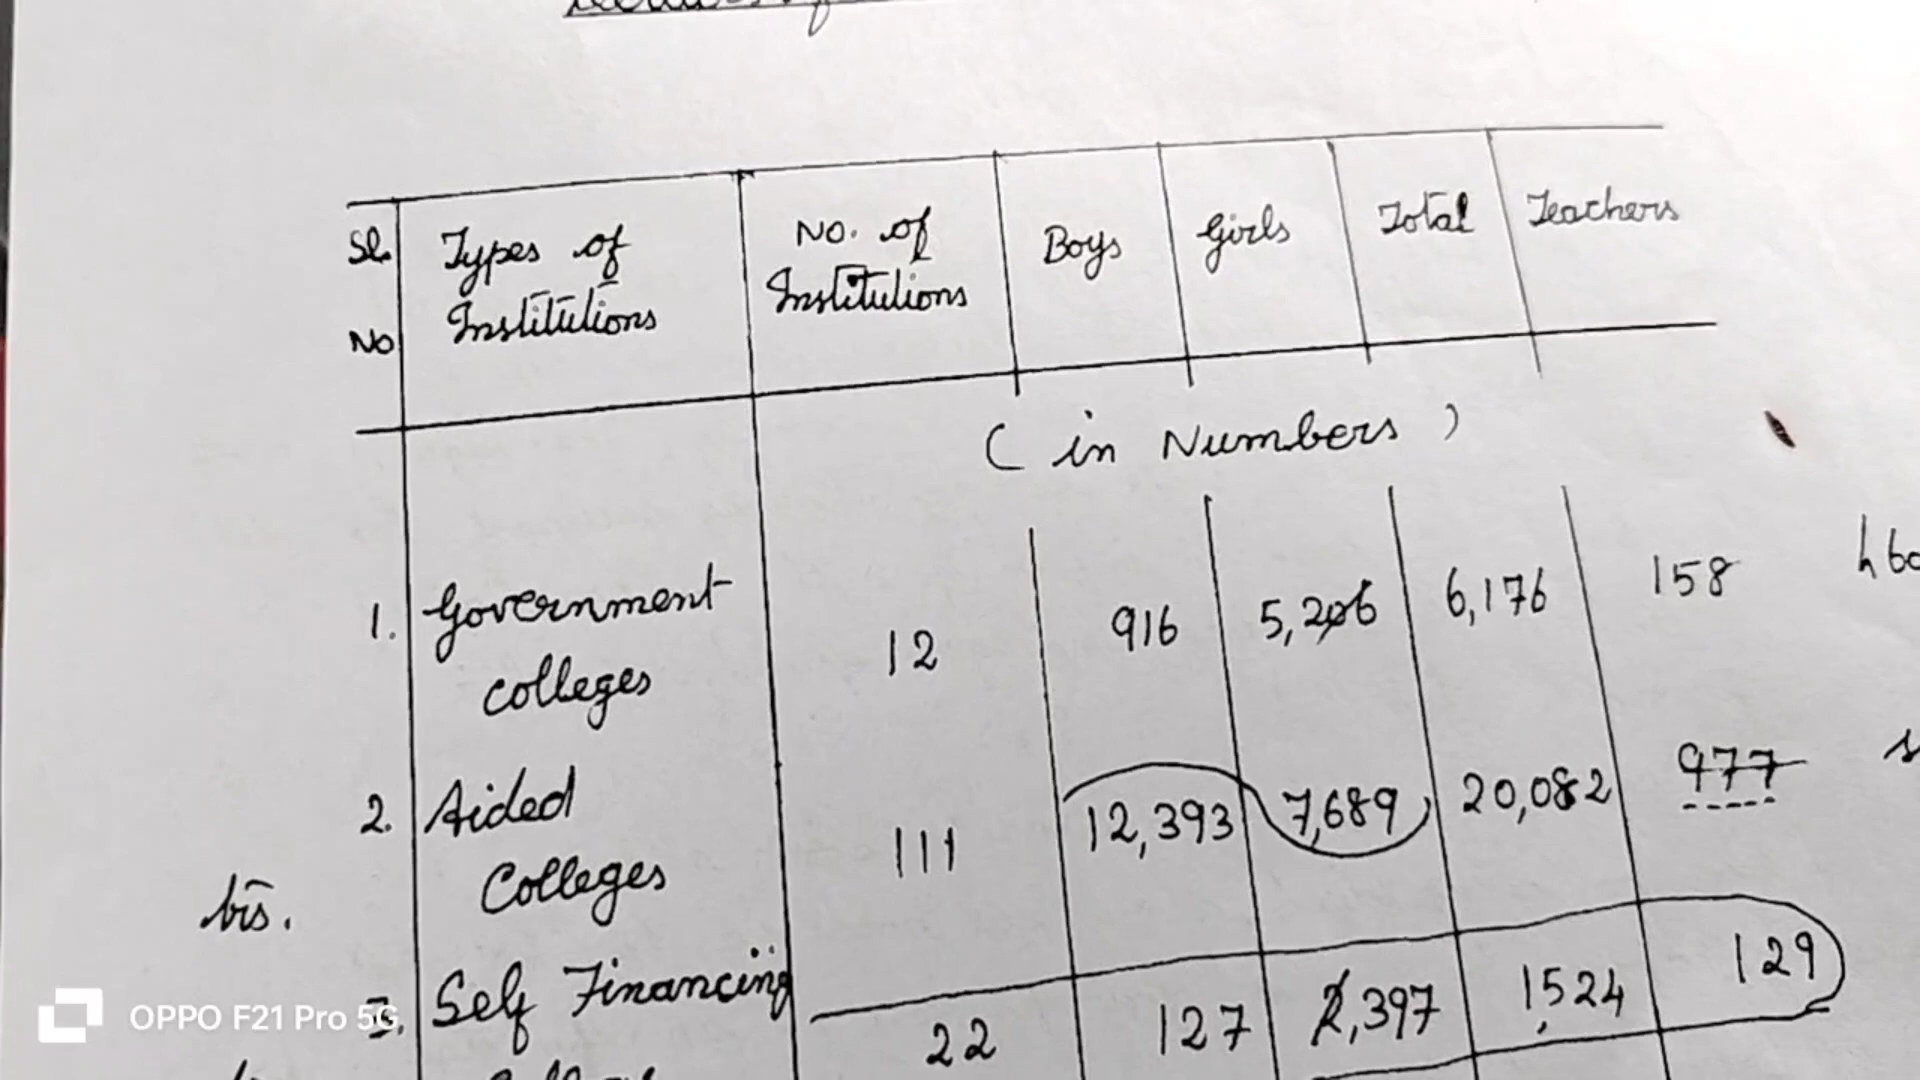 Sl. No
Types of Institutions
No. of Institutions
Boys
Girls
Total
Teachers
(in Numbers)
1. Government colleges 12 916 5,206 6,176 158
2. Aided Colleges 111 12,393 7,689 20,082 977
bis.
3. Self Financing 22 127 2,397 1524 129
OPPO F21 Pro 5G